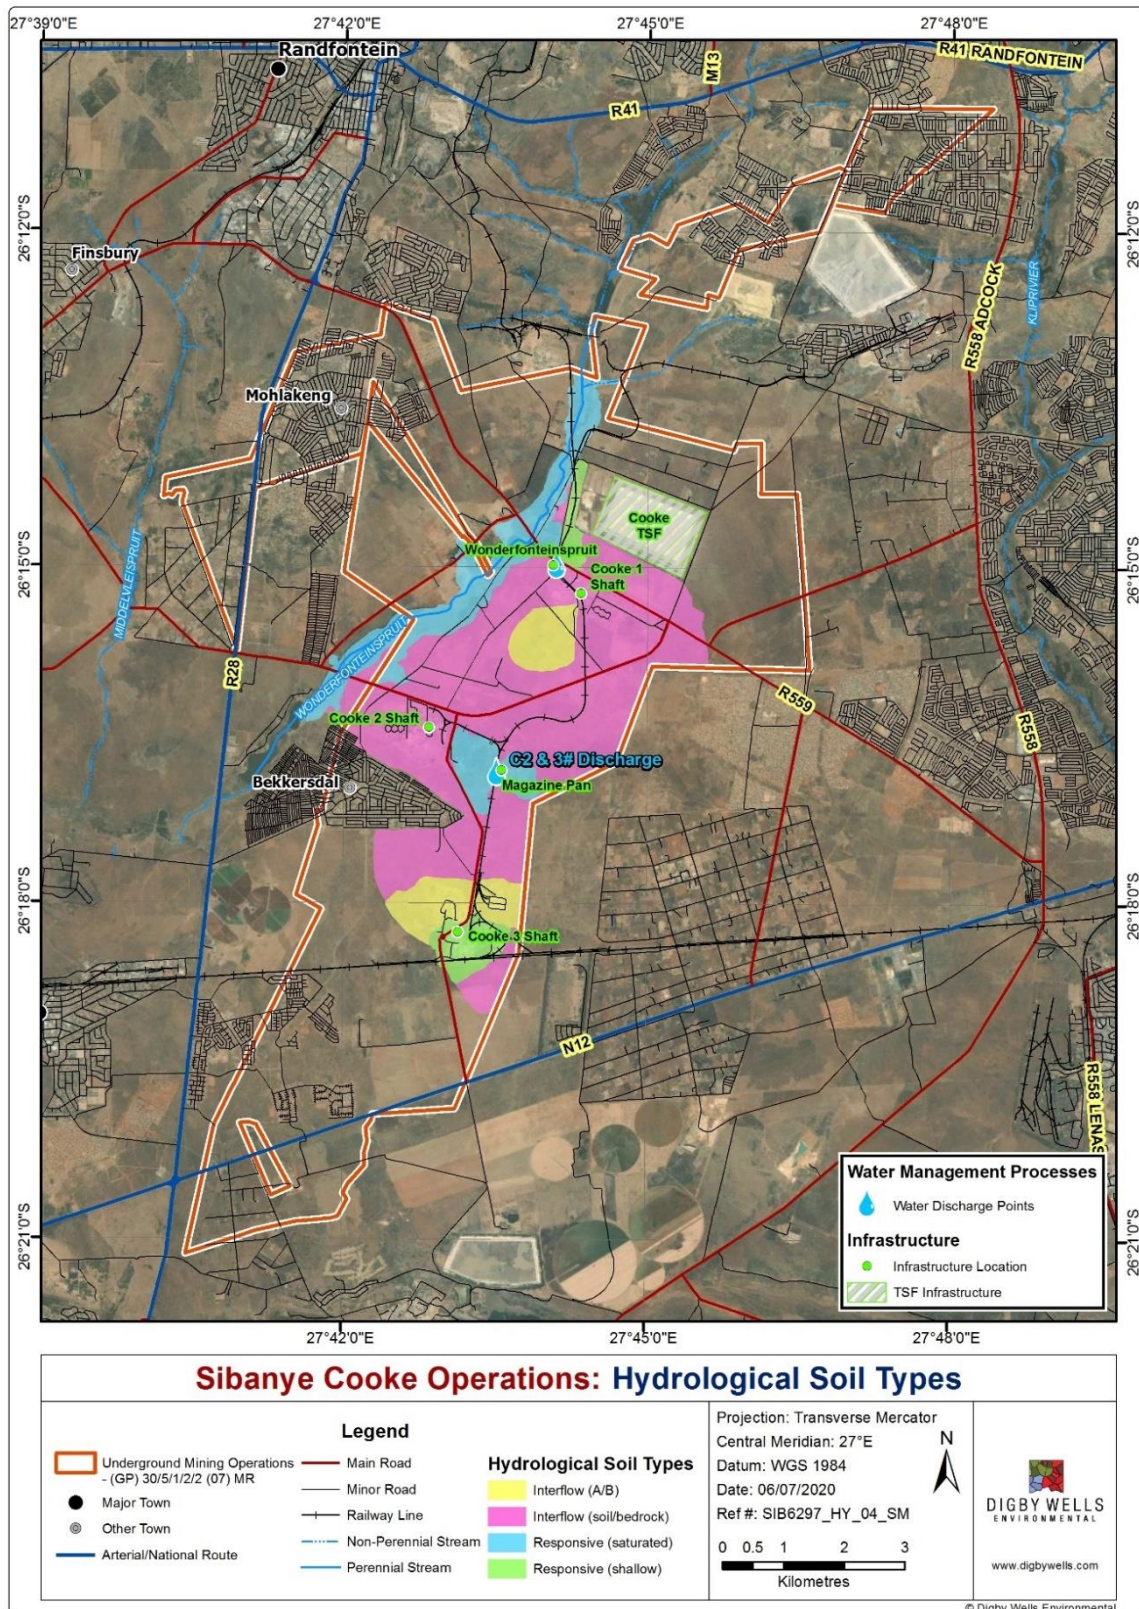 27°39'0"E
27°42'0"E
27°45'0"E
27°48'0"E
Randfontein
R41 RANDFONTEIN
M13
R41
26°12'0"S
26°12'0"S
Finsbury
R558 ADCOCK
KLIPRIVIER
Mohlakeng
Cooke
TSF
Wonderfonteinspruit
26°15'0"S
26°15'0"S
Cooke 1
Shaft
MIDDELVLEISPRUIT
WONDERFONTEINSPRUIT
R28
R559
Cooke 2 Shaft
R558
C2 & 3# Discharge
Bekkersdal
Magazine Pan
26°18'0"S
26°18'0"S
Cooke 3 Shaft
N12
R558 LENAS
26°21'0"S
26°21'0"S
Water Management Processes
Water Discharge Points
Infrastructure
Infrastructure Location
TSF Infrastructure
27°42'0"E
27°45'0"E
27°48'0"E
Sibanye Cooke Operations: Hydrological Soil Types
Legend
Underground Mining Operations
- (GP) 30/5/1/2/2 (07) MR
Major Town
Other Town
Arterial/National Route
Main Road
Minor Road
Railway Line
Non-Perennial Stream
Perennial Stream
Hydrological Soil Types
Interflow (A/B)
Interflow (soil/bedrock)
Responsive (saturated)
Responsive (shallow)
Projection: Transverse Mercator
Central Meridian: 27°E
Datum: WGS 1984
Date: 06/07/2020
Ref #: SIB6297_HY_04_SM
N
0 0.5 1 2 3
Kilometres
DIGBY WELLS
ENVIRONMENTAL
www.digbywells.com
© Digby Wells Environmental